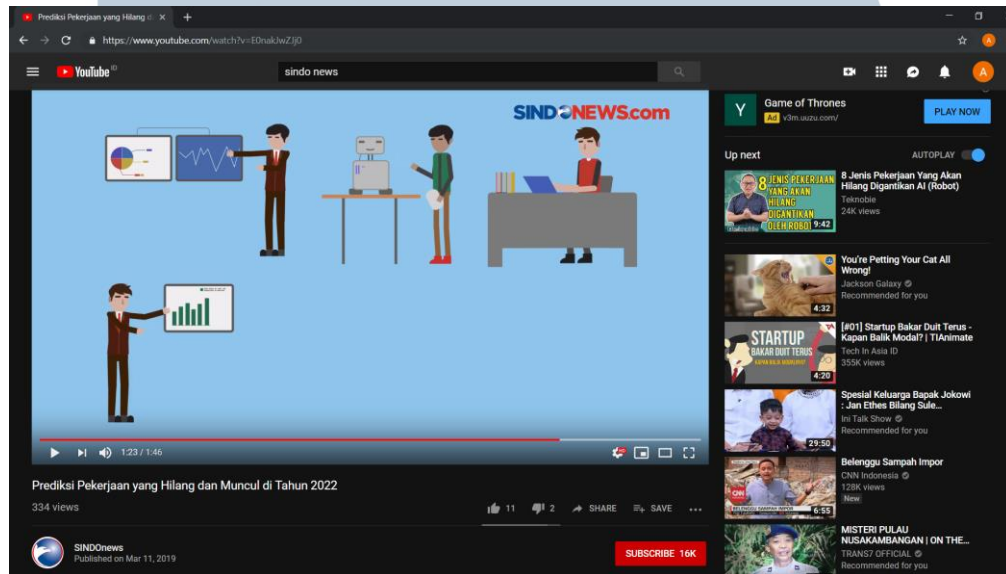 Prediksi Pekerjaan yang Hilang d
https://www.youtube.com/watch?v=E0nakJwZJj0
YouTube ID
sindo news
A
SINDONEWS.com
1:23 / 1:46
Prediksi Pekerjaan yang Hilang dan Muncul di Tahun 2022
334 views
11
2
SHARE
SAVE
SINDOnews
Published on Mar 11, 2019
SUBSCRIBE 16K
Y
Game of Thrones
Ad v3m.uuzu.com/
PLAY NOW
Up next
AUTOPLAY
8 JENIS PEKERJAAN
YANG AKAN
HILANG
DIGANTIKAN
OLEH ROBOT
9:42
8 Jenis Pekerjaan Yang Akan
Hilang Digantikan AI (Robot)
Teknobie
24K views
4:32
You're Petting Your Cat All
Wrong!
Jackson Galaxy
Recommended for you
STARTUP
BAKAR DUIT TERUS
KAPAN BALIK MODALNYA?
4:20
[#01] Startup Bakar Duit Terus -
Kapan Balik Modal? | TIAnimate
Tech In Asia ID
355K views
29:50
Spesial Keluarga Bapak Jokowi
: Jan Ethes Bilang Sule...
Ini Talk Show
Recommended for you
CNN
BELENGGU SAMPAH IMPOR
6:55
Belenggu Sampah Impor
CNN Indonesia
128K views
New
MISTERI PULAU
NUSAKAMBANGAN | ON THE...
TRANS7 OFFICIAL
Recommended for you